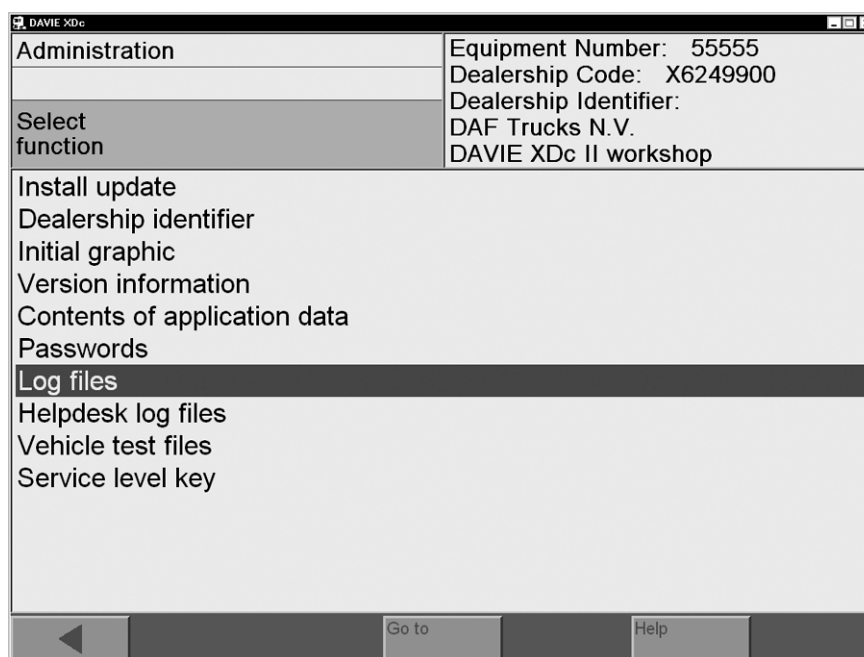 DAVIE XDc
Administration
Select
function
Equipment Number: 55555
Dealership Code: X6249900
Dealership Identifier:
DAF Trucks N.V.
DAVIE XDc II workshop
Install update
Dealership identifier
Initial graphic
Version information
Contents of application data
Passwords
Log files
Helpdesk log files
Vehicle test files
Service level key
Go to
Help